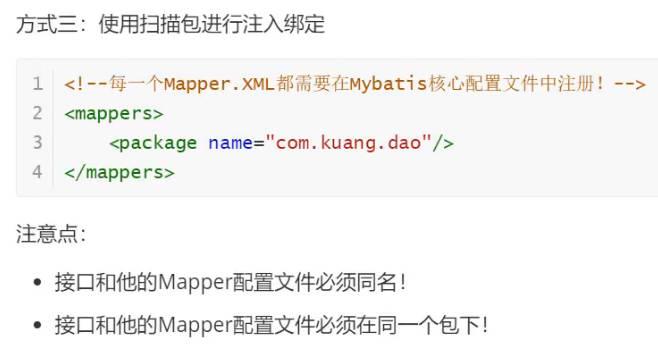 方式三：使用扫描包进行注入绑定
1 <!--每一个Mapper.XML都需要在Mybatis核心配置文件中注册！-->
2 <mappers>
3     <package name="com.kuang.dao"/>
4 </mappers>
注意点：
• 接口和他的Mapper配置文件必须同名！
• 接口和他的Mapper配置文件必须在同一个包下！